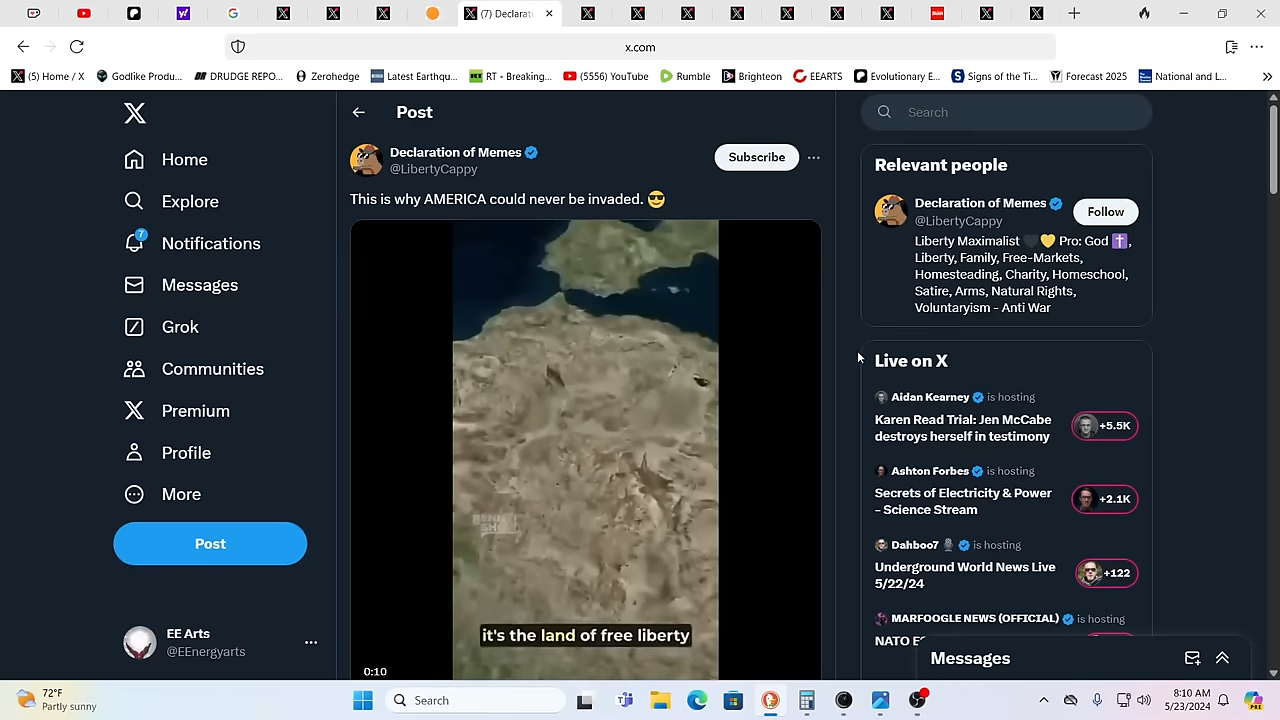 (7) Declarati
x.com
(5) Home / X
Godlike Produ...
DRUDGE REPO...
Zerohedge
Latest Earthqu...
RT - Breaking...
(5556) YouTube
Rumble
Brighteon
EEARTS
Evolutionary E...
Signs of the Ti...
Forecast 2025
National and L...
Home
Explore
7
Notifications
Messages
Grok
Communities
Premium
Profile
More
Post
EE Arts
@EEnergyarts
Post
Declaration of Memes
@LibertyCappy
Subscribe
This is why AMERICA could never be invaded. 😎
it's the land of free liberty
0:10
Search
Relevant people
Declaration of Memes
@LibertyCappy
Follow
Liberty Maximalist 🖤💛 Pro: God ✝️,
Liberty, Family, Free-Markets,
Homesteading, Charity, Homeschool,
Satire, Arms, Natural Rights,
Voluntaryism - Anti War
Live on X
Aidan Kearney is hosting
Karen Read Trial: Jen McCabe
destroys herself in testimony
+5.5K
Ashton Forbes is hosting
Secrets of Electricity & Power
- Science Stream
+2.1K
Dahboo7 🎙️ is hosting
Underground World News Live
5/22/24
+122
MARFOOGLE NEWS (OFFICIAL) is hosting
NATO
Messages
72°F
Partly sunny
Search
8:10 AM
5/23/2024